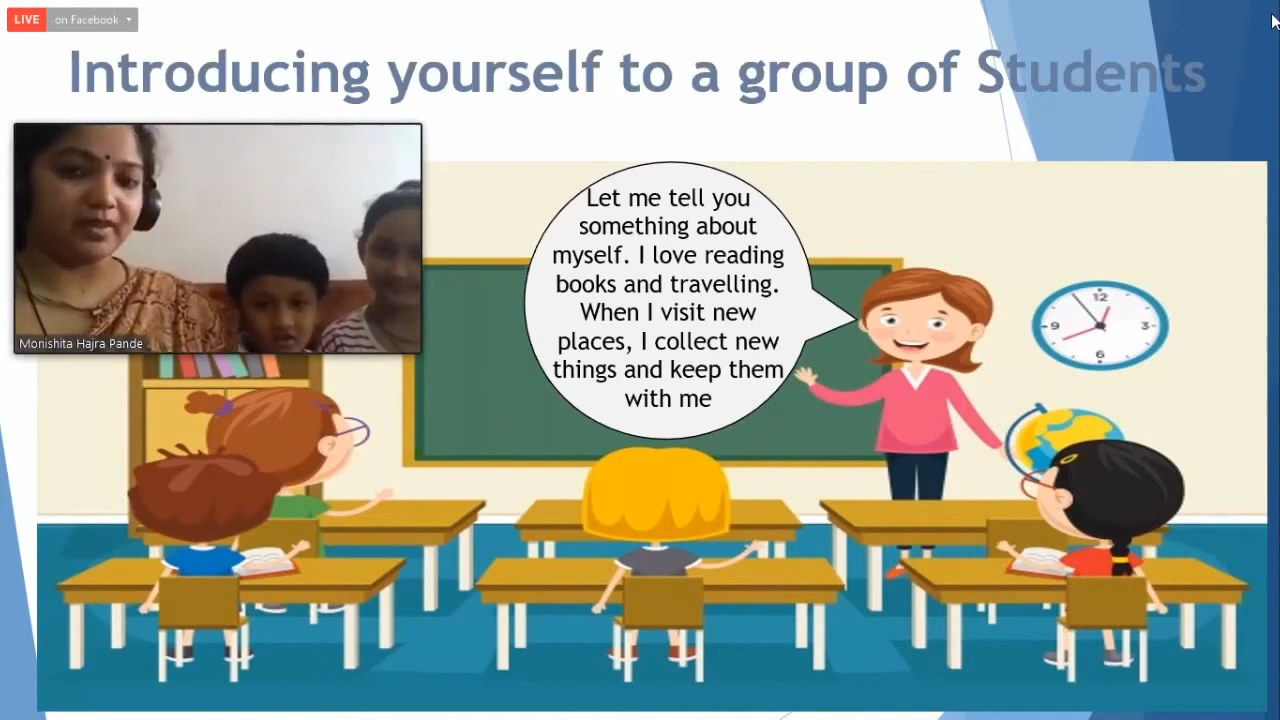 LIVE on Facebook
Introducing yourself to a group of Students
Let me tell you
something about
myself. I love reading
books and travelling.
When I visit new
places, I collect new
things and keep them
with me
12
9
3
6
Monishita Hajra Pande